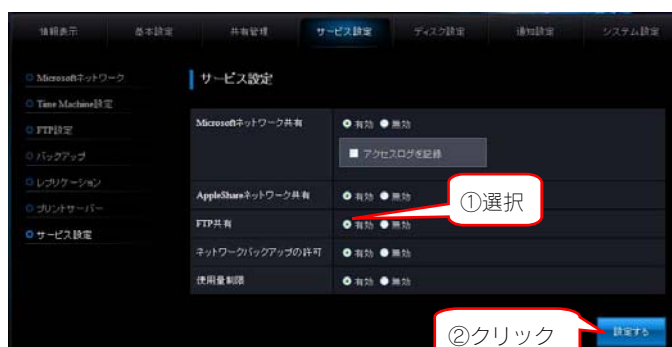 情報表示 基本設定 共有管理 サービス設定 ディスク設定 通知設定 システム設定
Microsoftネットワーク
Time Machine設定
FTP設定
バックアップ
レプリケーション
プリントサーバー
サービス設定
サービス設定
Microsoftネットワーク共有 有効 無効
アクセスログを記録
AppleShareネットワーク共有 有効 無効
①選択
FTP共有 有効 無効
ネットワークバックアップの許可 有効 無効
使用量制限 有効 無効
②クリック
設定する